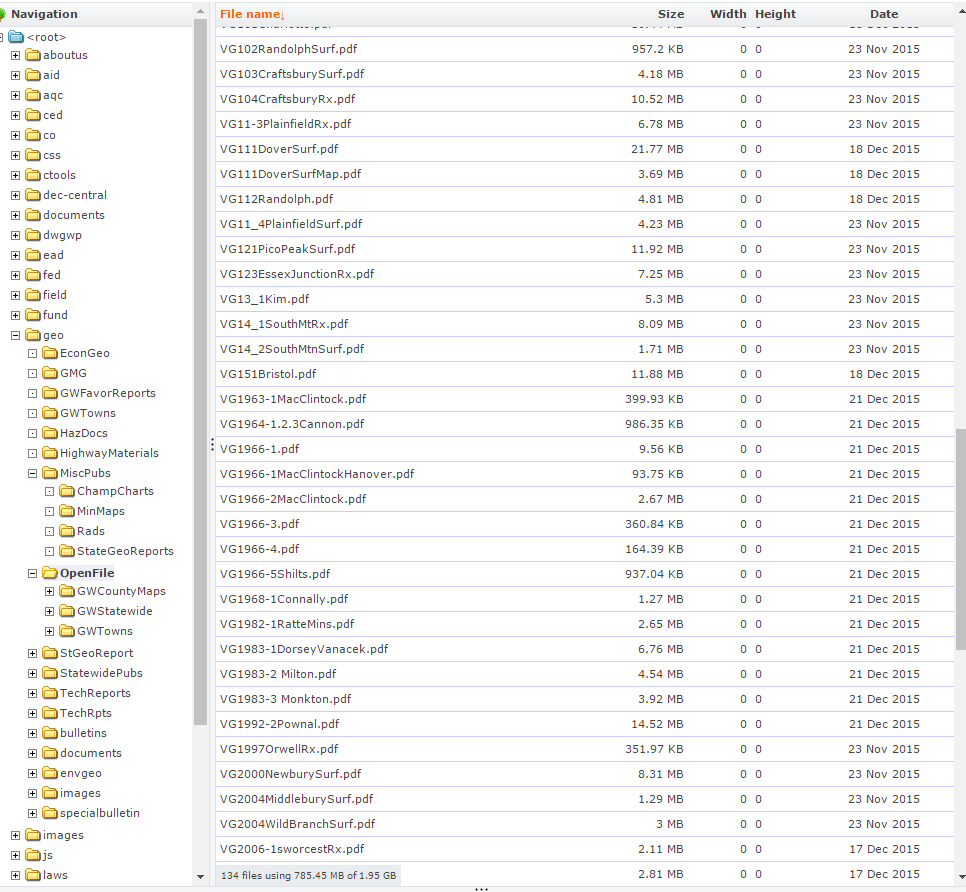 Navigation
<root>
aboutus
aid
aqc
ced
co
css
ctools
dec-central
documents
dwgwp
ead
fed
field
fund
geo
EconGeo
GMG
GWFavorReports
GWTowns
HazDocs
HighwayMaterials
MiscPubs
ChampCharts
MinMaps
Rads
StateGeoReports
OpenFile
GWCountyMaps
GWStatewide
GWTowns
StGeoReport
StatewidePubs
TechReports
TechRpts
bulletins
documents
envgeo
images
specialbulletin
images
js
laws
File name↓ Size Width Height Date
VG102RandolphSurf.pdf 957.2 KB 0 0 23 Nov 2015
VG103CraftsburySurf.pdf 4.18 MB 0 0 23 Nov 2015
VG104CraftsburyRx.pdf 10.52 MB 0 0 23 Nov 2015
VG11-3PlainfieldRx.pdf 6.78 MB 0 0 23 Nov 2015
VG111DoverSurf.pdf 21.77 MB 0 0 18 Dec 2015
VG111DoverSurfMap.pdf 3.69 MB 0 0 18 Dec 2015
VG112Randolph.pdf 4.81 MB 0 0 18 Dec 2015
VG11_4PlainfieldSurf.pdf 4.23 MB 0 0 23 Nov 2015
VG121PicoPeakSurf.pdf 11.92 MB 0 0 23 Nov 2015
VG123EssexJunctionRx.pdf 7.25 MB 0 0 23 Nov 2015
VG13_1Kim.pdf 5.3 MB 0 0 23 Nov 2015
VG14_1SouthMtRx.pdf 8.09 MB 0 0 23 Nov 2015
VG14_2SouthMtnSurf.pdf 1.71 MB 0 0 23 Nov 2015
VG151Bristol.pdf 11.88 MB 0 0 18 Dec 2015
VG1963-1MacClintock.pdf 399.93 KB 0 0 21 Dec 2015
VG1964-1.2.3Cannon.pdf 986.35 KB 0 0 21 Dec 2015
VG1966-1.pdf 9.56 KB 0 0 21 Dec 2015
VG1966-1MacClintockHanover.pdf 93.75 KB 0 0 21 Dec 2015
VG1966-2MacClintock.pdf 2.67 MB 0 0 21 Dec 2015
VG1966-3.pdf 360.84 KB 0 0 21 Dec 2015
VG1966-4.pdf 164.39 KB 0 0 21 Dec 2015
VG1966-5Shilts.pdf 937.04 KB 0 0 21 Dec 2015
VG1968-1Connally.pdf 1.27 MB 0 0 21 Dec 2015
VG1982-1RatteMins.pdf 2.65 MB 0 0 21 Dec 2015
VG1983-1DorseyVanacek.pdf 6.76 MB 0 0 21 Dec 2015
VG1983-2 Milton.pdf 4.54 MB 0 0 21 Dec 2015
VG1983-3 Monkton.pdf 3.92 MB 0 0 21 Dec 2015
VG1992-2Pownal.pdf 14.52 MB 0 0 21 Dec 2015
VG1997OrwellRx.pdf 351.97 KB 0 0 23 Nov 2015
VG2000NewburySurf.pdf 8.31 MB 0 0 23 Nov 2015
VG2004MiddleburySurf.pdf 1.29 MB 0 0 23 Nov 2015
VG2004WildBranchSurf.pdf 3 MB 0 0 23 Nov 2015
VG2006-1sworcestRx.pdf 2.11 MB 0 0 17 Dec 2015
134 files using 785.45 MB of 1.95 GB 2.81 MB 0 0 17 Dec 2015